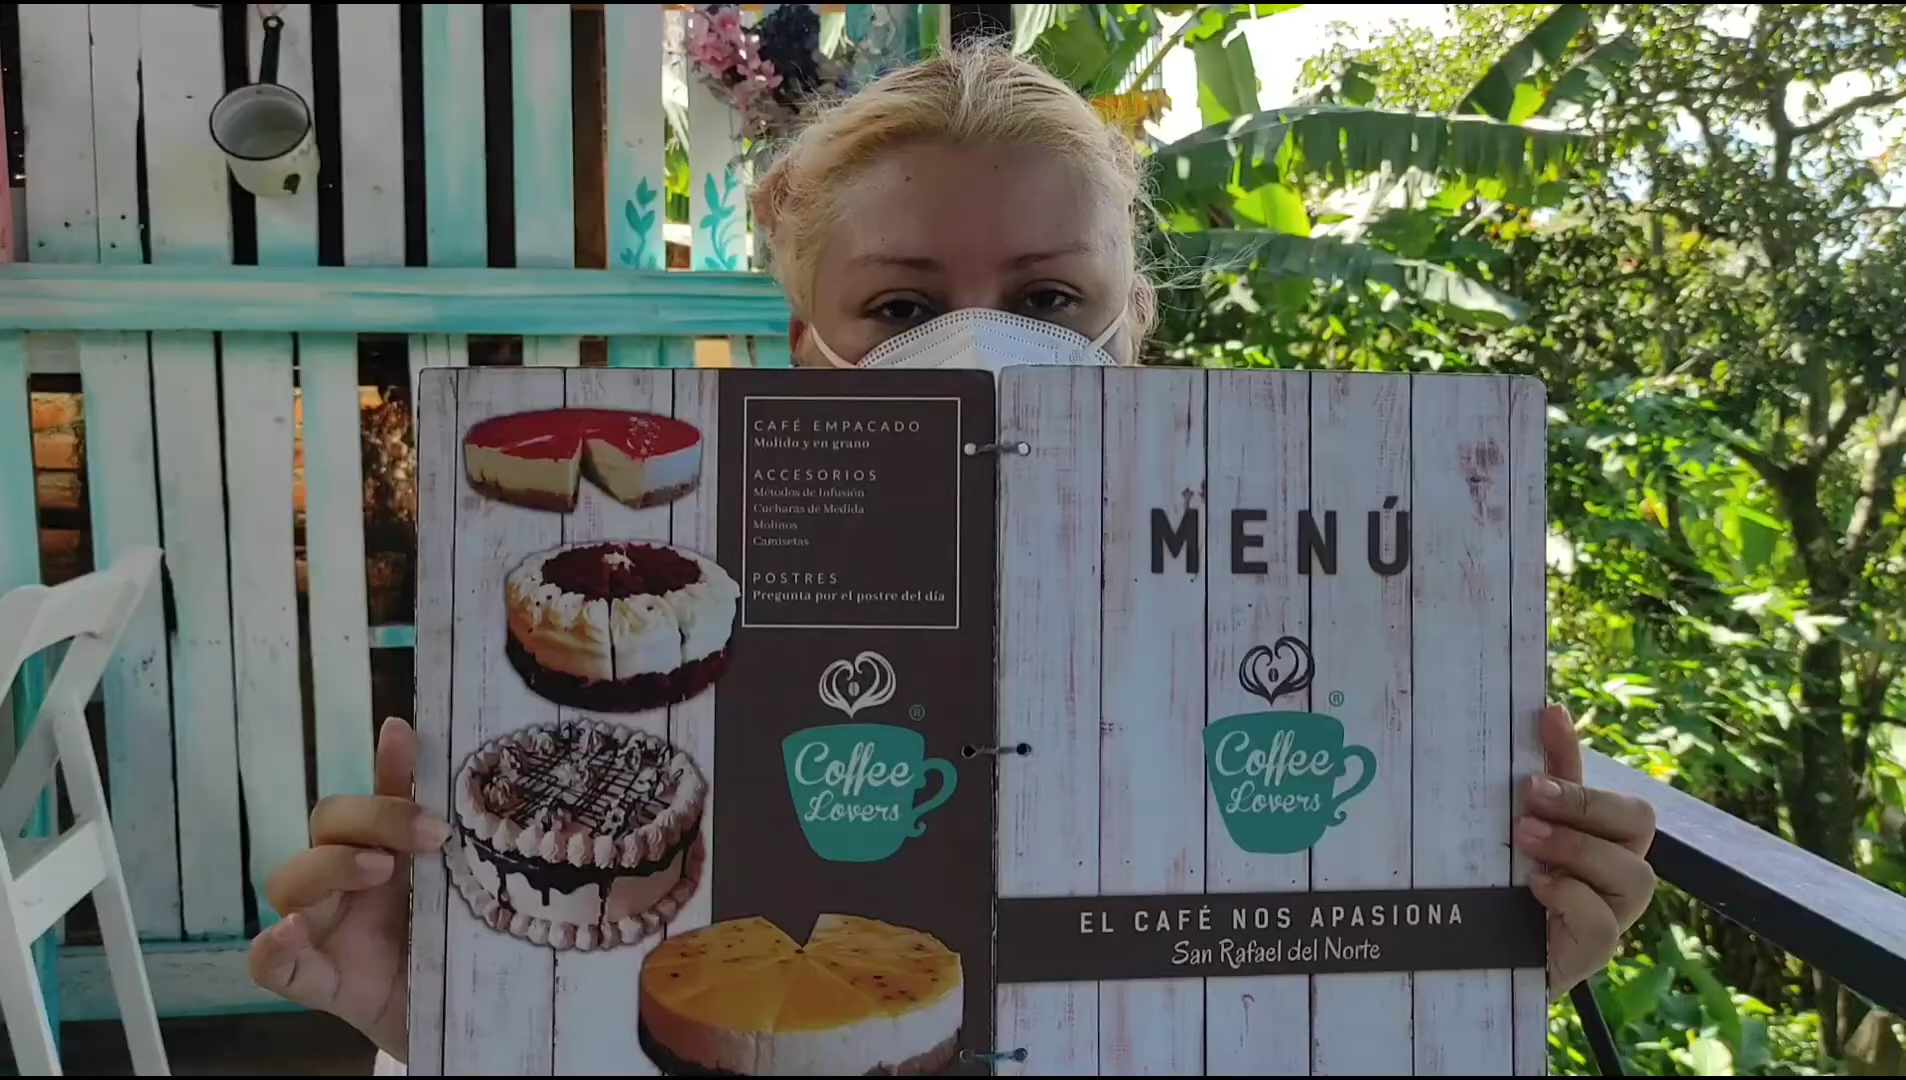 CAFÉ EMPACADO
Molido y en grano
ACCESORIOS
Métodos de Infusión
Cucharas de Medida
Molinos
Camisetas
POSTRES
Pregunta por el postre del día
®
Coffee
Lovers
MENÚ
®
Coffee
Lovers
EL CAFÉ NOS APASIONA
San Rafael del Norte